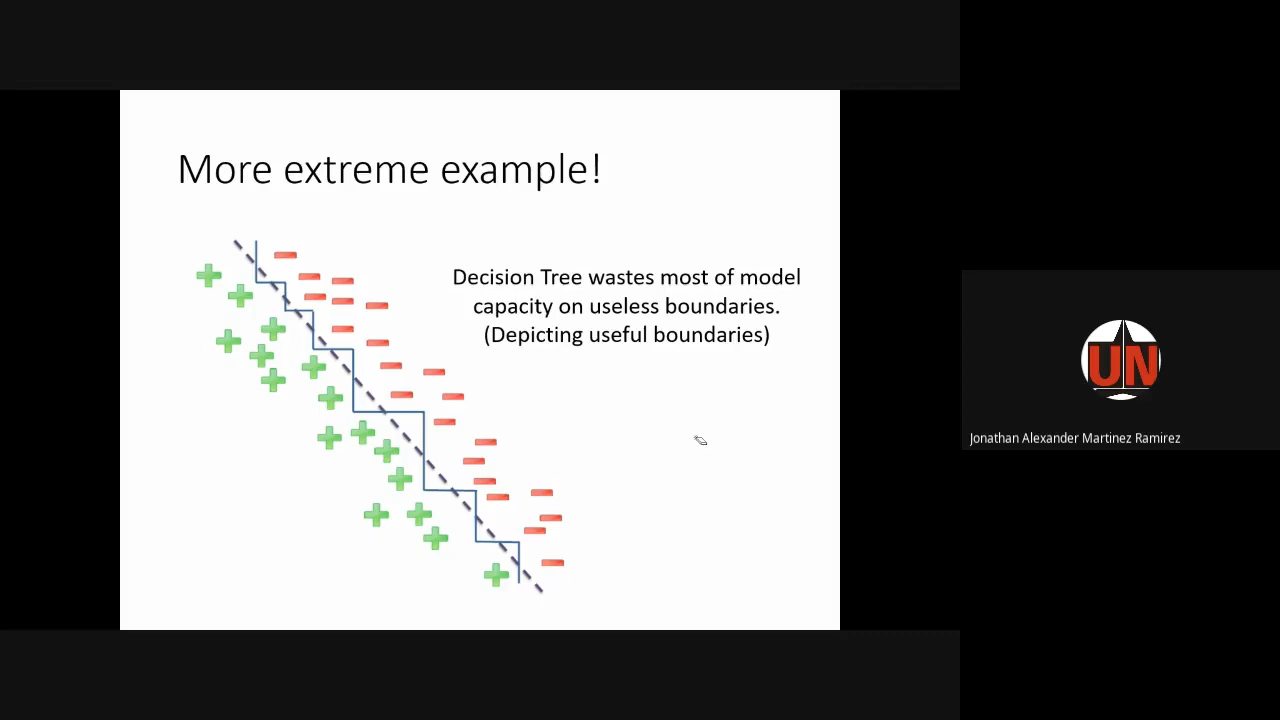 More extreme example!
Decision Tree wastes most of model
capacity on useless boundaries.
(Depicting useful boundaries)
UN
Jonathan Alexander Martinez Ramirez